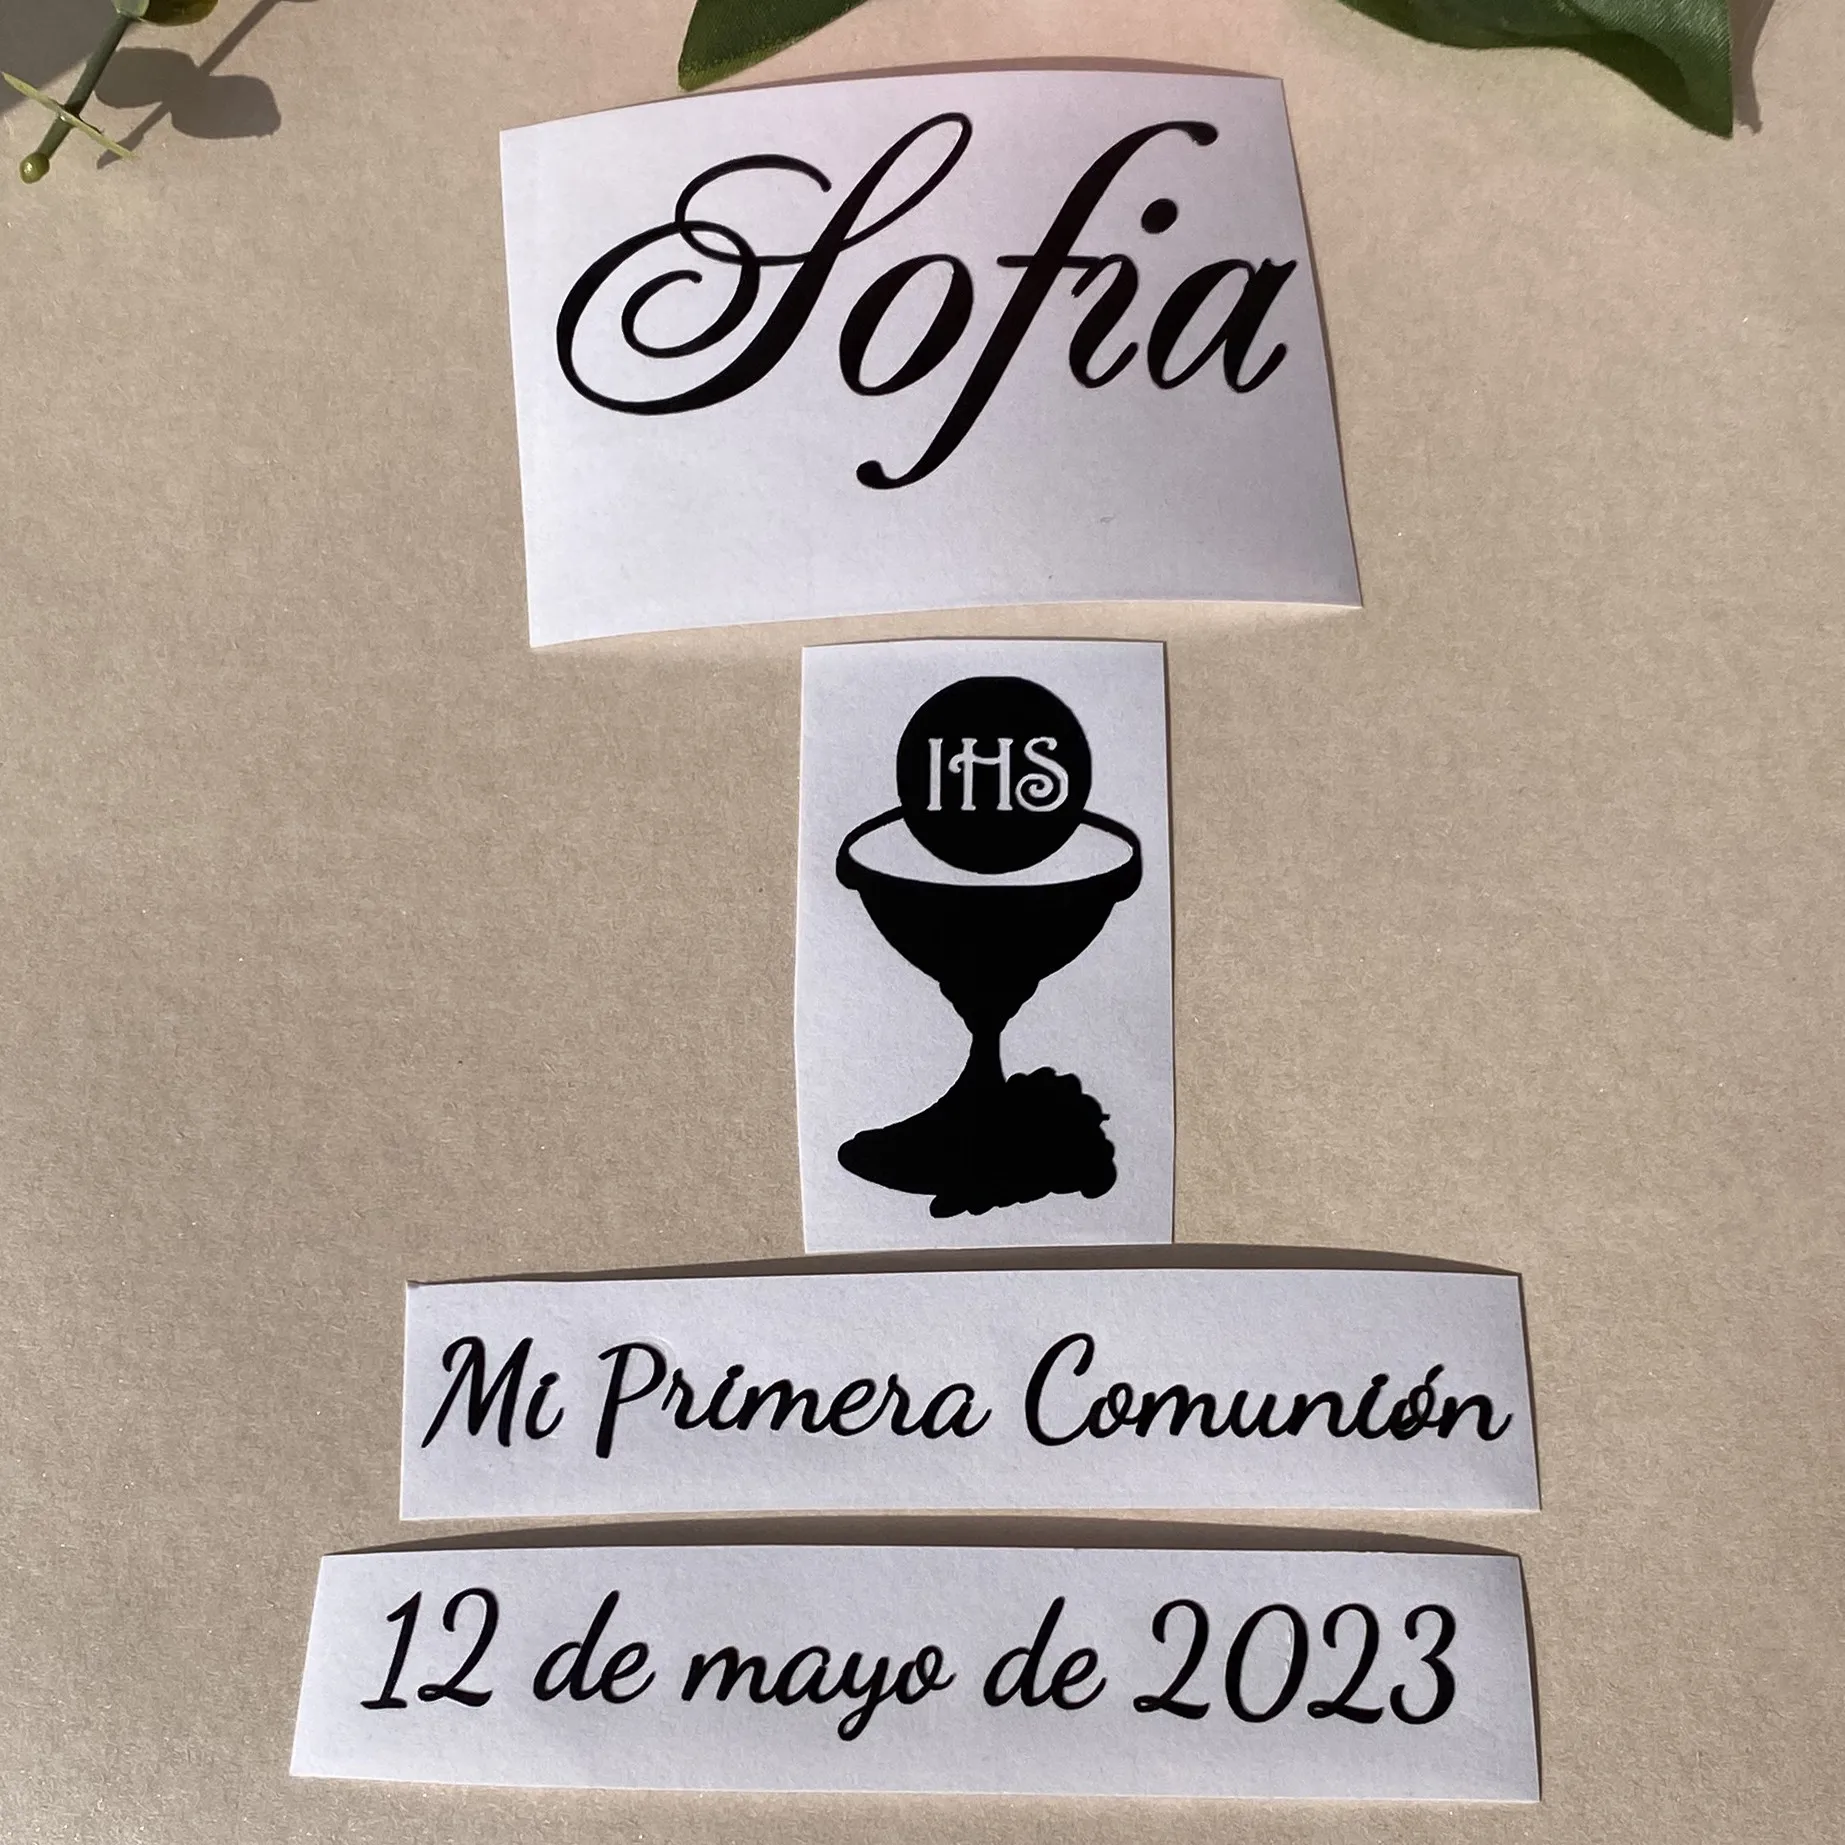 Sofia
IHS
Mi Primera Comunión
12 de mayo de 2023